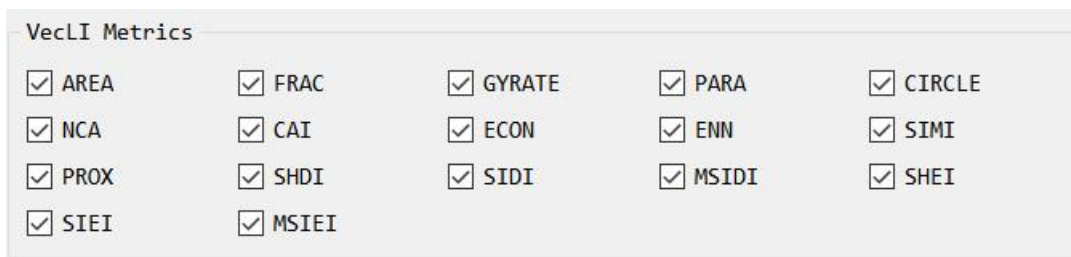 VecLI Metrics
AREA FRAC GYRATE PARA CIRCLE
NCA CAI ECON ENN SIMI
PROX SHDI SIDI MSIDI SHEI
SIEI MSIEI